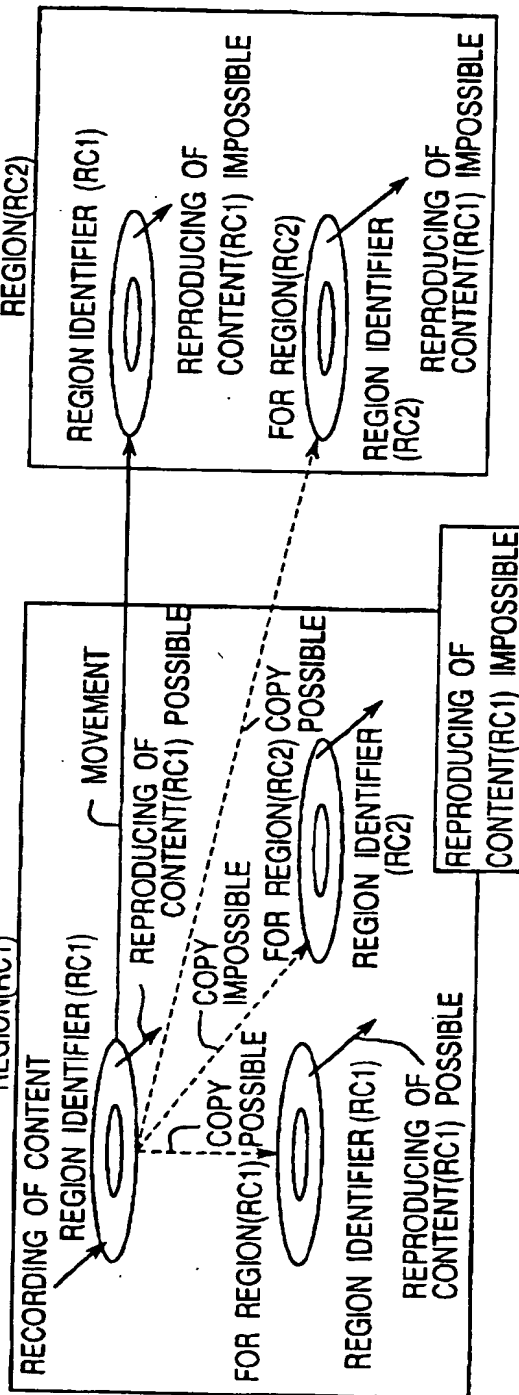 REGION(RC1)
RECORDING OF CONTENT
REGION IDENTIFIER (RC1)
MOVEMENT
REPRODUCING OF
CONTENT(RC1) POSSIBLE
COPY
IMPOSSIBLE
COPY
FOR REGION(RC1) POSSIBLE
FOR REGION(RC2) COPY
POSSIBLE
REGION IDENTIFIER (RC1)
REPRODUCING OF
CONTENT(RC1) POSSIBLE
REGION IDENTIFIER
(RC2)
REPRODUCING OF
CONTENT(RC1) IMPOSSIBLE
REGION(RC2)
REGION IDENTIFIER (RC1)
REPRODUCING OF
CONTENT(RC1) IMPOSSIBLE
FOR REGION(RC2)
REGION IDENTIFIER
(RC2)
REPRODUCING OF
CONTENT(RC1) IMPOSSIBLE